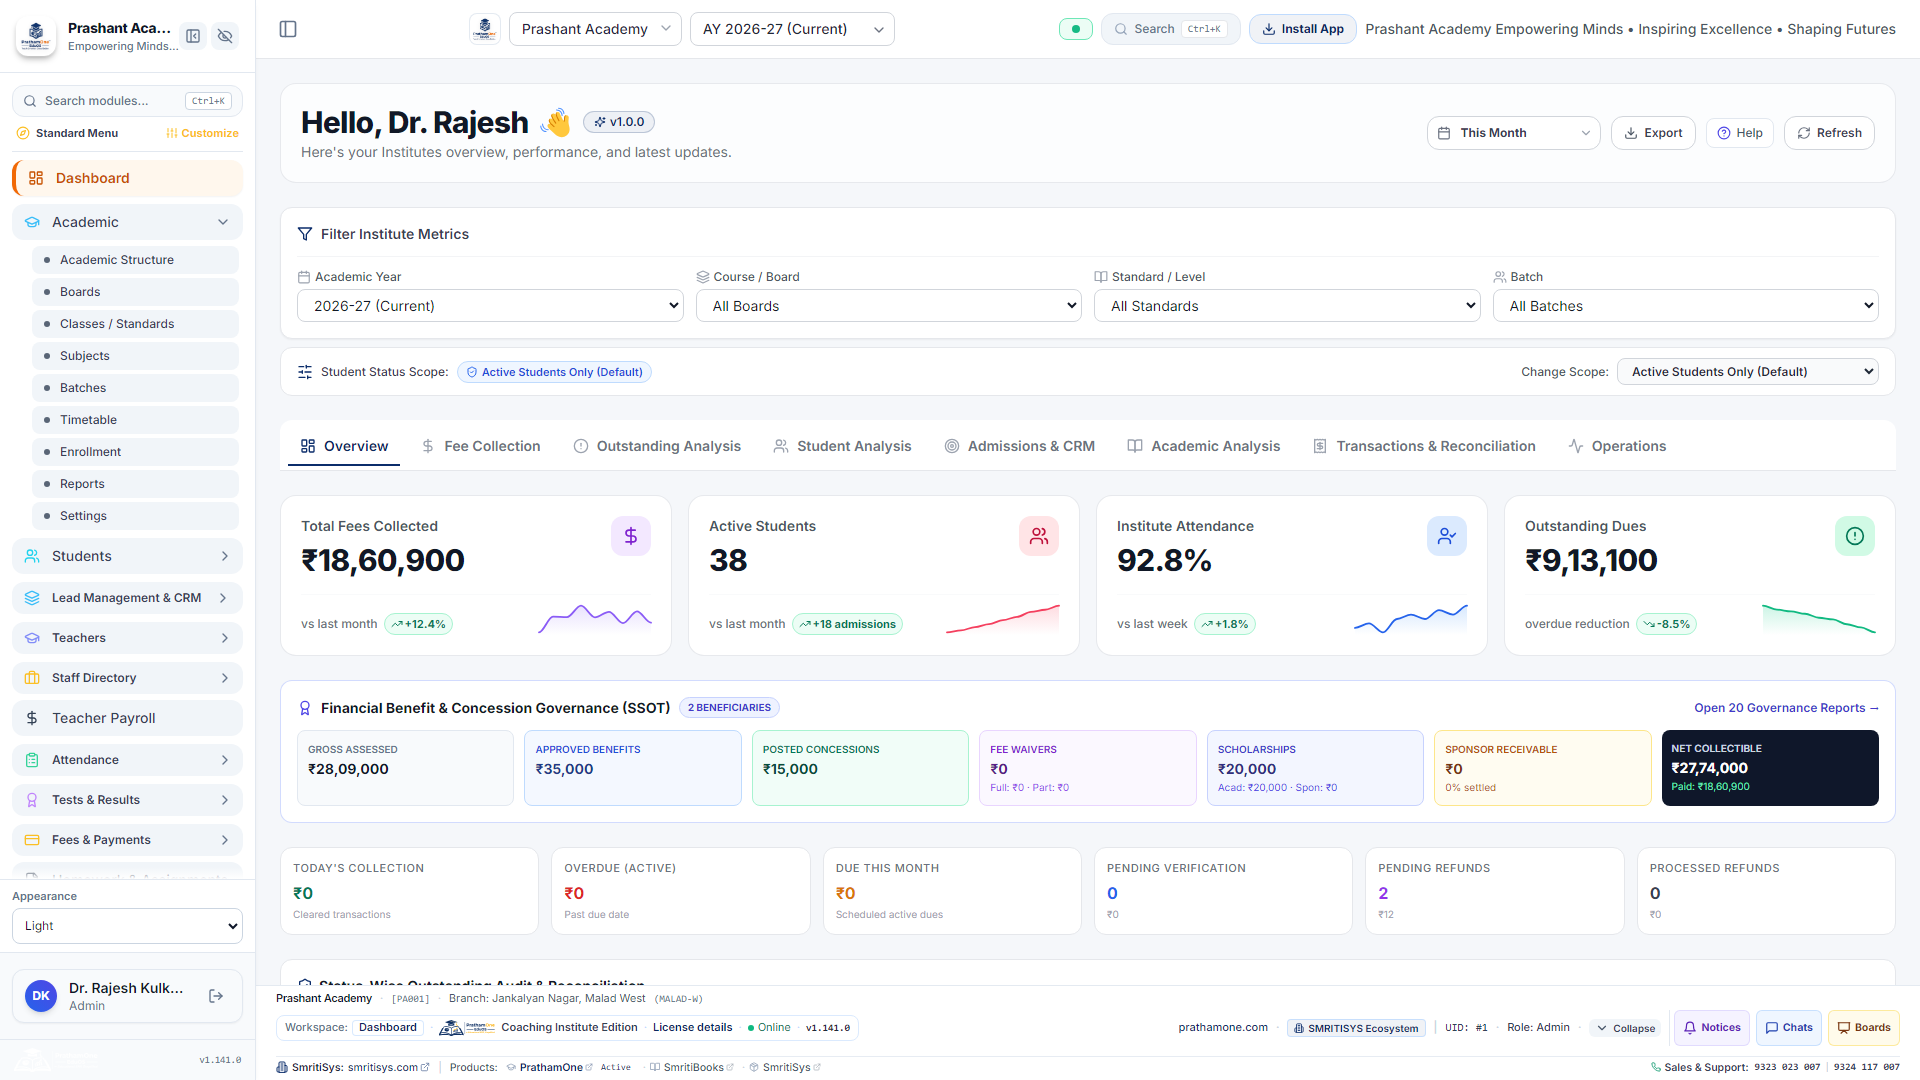 Prashant Aca...
Empowering Minds...
Search modules...
Ctrl+K
Standard Menu
Customize
Dashboard
Academic
Academic Structure
Boards
Classes / Standards
Subjects
Batches
Timetable
Enrollment
Reports
Settings
Students
Lead Management & CRM
Teachers
Staff Directory
Teacher Payroll
Attendance
Tests & Results
Fees & Payments
Appearance
Light
DK
Dr. Rajesh Kulk...
Admin
v1.141.0
Prashant Academy
AY 2026-27 (Current)
Search
Ctrl+K
Install App
Prashant Academy Empowering Minds • Inspiring Excellence • Shaping Futures
Hello, Dr. Rajesh 👋
v1.0.0
Here's your Institutes overview, performance, and latest updates.
This Month
Export
Help
Refresh
Filter Institute Metrics
Academic Year
Course / Board
Standard / Level
Batch
2026-27 (Current)
All Boards
All Standards
All Batches
Student Status Scope:
Active Students Only (Default)
Change Scope:
Active Students Only (Default)
Overview
Fee Collection
Outstanding Analysis
Student Analysis
Admissions & CRM
Academic Analysis
Transactions & Reconciliation
Operations
Total Fees Collected
₹18,60,900
vs last month
+12.4%
Active Students
38
vs last month
+18 admissions
Institute Attendance
92.8%
vs last week
+1.8%
Outstanding Dues
₹9,13,100
overdue reduction
-8.5%
Financial Benefit & Concession Governance (SSOT)
2 BENEFICIARIES
Open 20 Governance Reports →
GROSS ASSESSED
₹28,09,000
APPROVED BENEFITS
₹35,000
POSTED CONCESSIONS
₹15,000
FEE WAIVERS
₹0
Full: ₹0 · Part: ₹0
SCHOLARSHIPS
₹20,000
Acad: ₹20,000 · Spon: ₹0
SPONSOR RECEIVABLE
₹0
0% settled
NET COLLECTIBLE
₹27,74,000
Paid: ₹18,60,900
TODAY'S COLLECTION
₹0
Cleared transactions
OVERDUE (ACTIVE)
₹0
Past due date
DUE THIS MONTH
₹0
Scheduled active dues
PENDING VERIFICATION
0
₹0
PENDING REFUNDS
2
₹12
PROCESSED REFUNDS
0
₹0
Status-Wise Outstanding Audit & Reconciliation
Prashant Academy · [PA001] · Branch: Jankalyan Nagar, Malad West (MALAD-W)
Workspace: Dashboard · Coaching Institute Edition · License details · Online · v1.141.0
prathamone.com · SMRITISYS Ecosystem | UID: #1 · Role: Admin · Collapse
Notices
Chats
Boards
SmritiSys: smritisys.com | Products: PrathamOne Active · SmritiBooks · SmritiSys
Sales & Support: 9323 023 007 | 9324 117 007